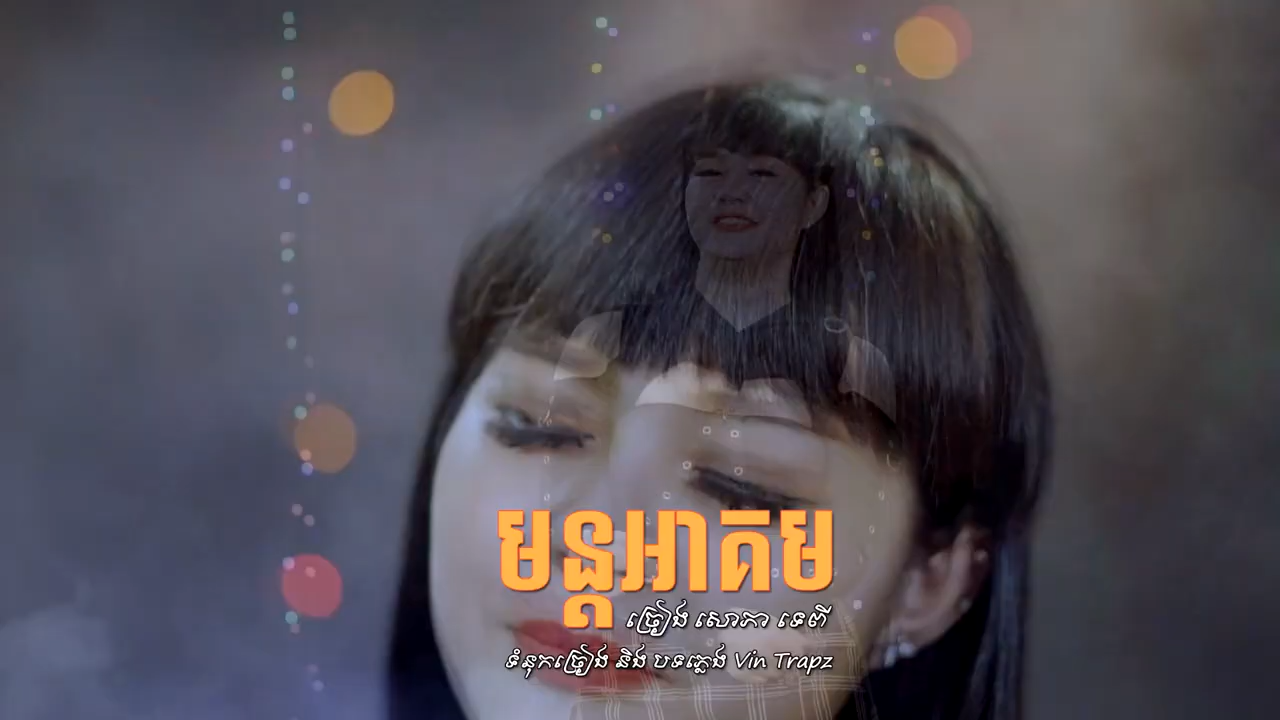 មន្តអាគម
ច្រៀង សោភា ទេពី
ទំនុកច្រៀង និង បទភ្លេង Vin Trapz